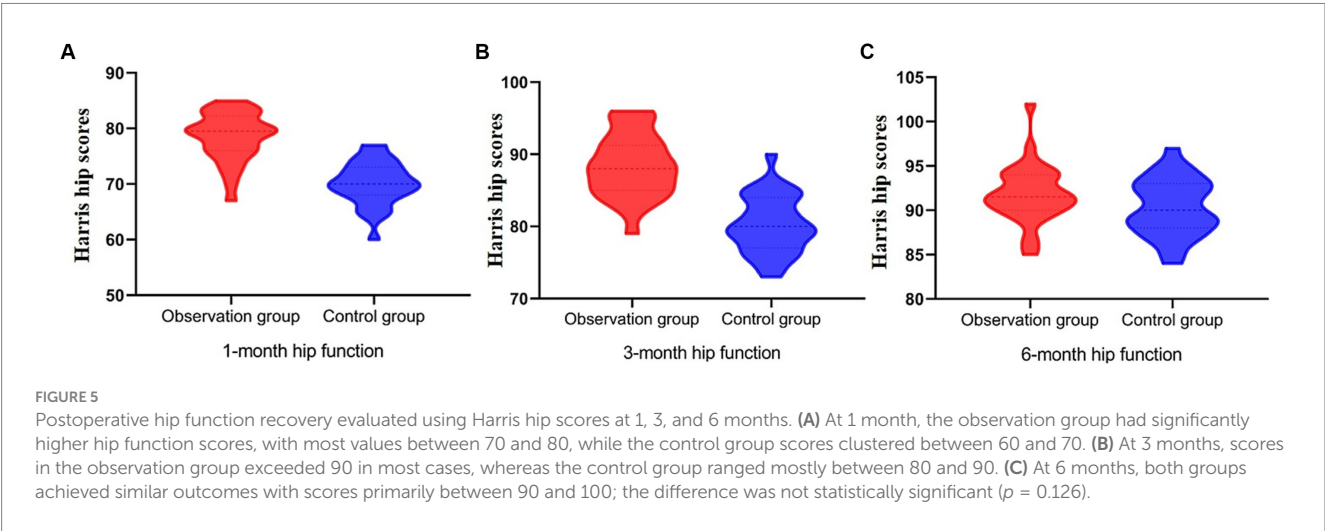 A
Harris hip scores
90
80
70
60
50
Observation group
Control group
1-month hip function
B
Harris hip scores
100
90
80
70
Observation group
Control group
3-month hip function
C
Harris hip scores
105
100
95
90
85
80
Observation group
Control group
6-month hip function
FIGURE 5
Postoperative hip function recovery evaluated using Harris hip scores at 1, 3, and 6 months. (A) At 1 month, the observation group had significantly
higher hip function scores, with most values between 70 and 80, while the control group scores clustered between 60 and 70. (B) At 3 months, scores
in the observation group exceeded 90 in most cases, whereas the control group ranged mostly between 80 and 90. (C) At 6 months, both groups
achieved similar outcomes with scores primarily between 90 and 100; the difference was not statistically significant (p = 0.126).